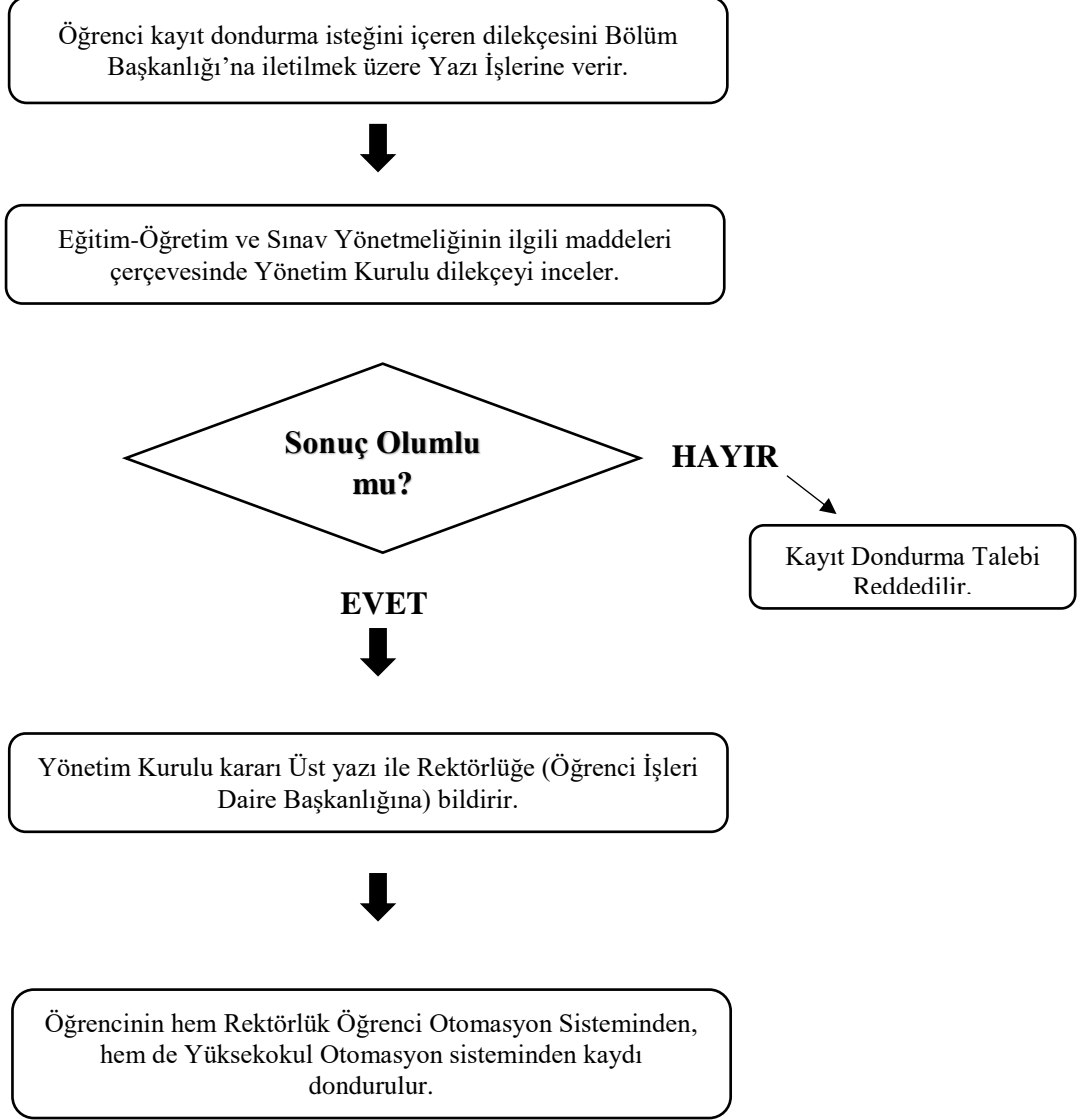 Öğrenci kayıt dondurma isteğini içeren dilekçesini Bölüm
Başkanlığı’na iletilmek üzere Yazı İşlerine verir.
Eğitim-Öğretim ve Sınav Yönetmeliğinin ilgili maddeleri
çerçevesinde Yönetim Kurulu dilekçeyi inceler.
Sonuç Olumlu
mu?
HAYIR
Kayıt Dondurma Talebi
Reddedilir.
EVET
Yönetim Kurulu kararı Üst yazı ile Rektörlüğe (Öğrenci İşleri
Daire Başkanlığına) bildirir.
Öğrencinin hem Rektörlük Öğrenci Otomasyon Sisteminden,
hem de Yüksekokul Otomasyon sisteminden kaydı
dondurulur.